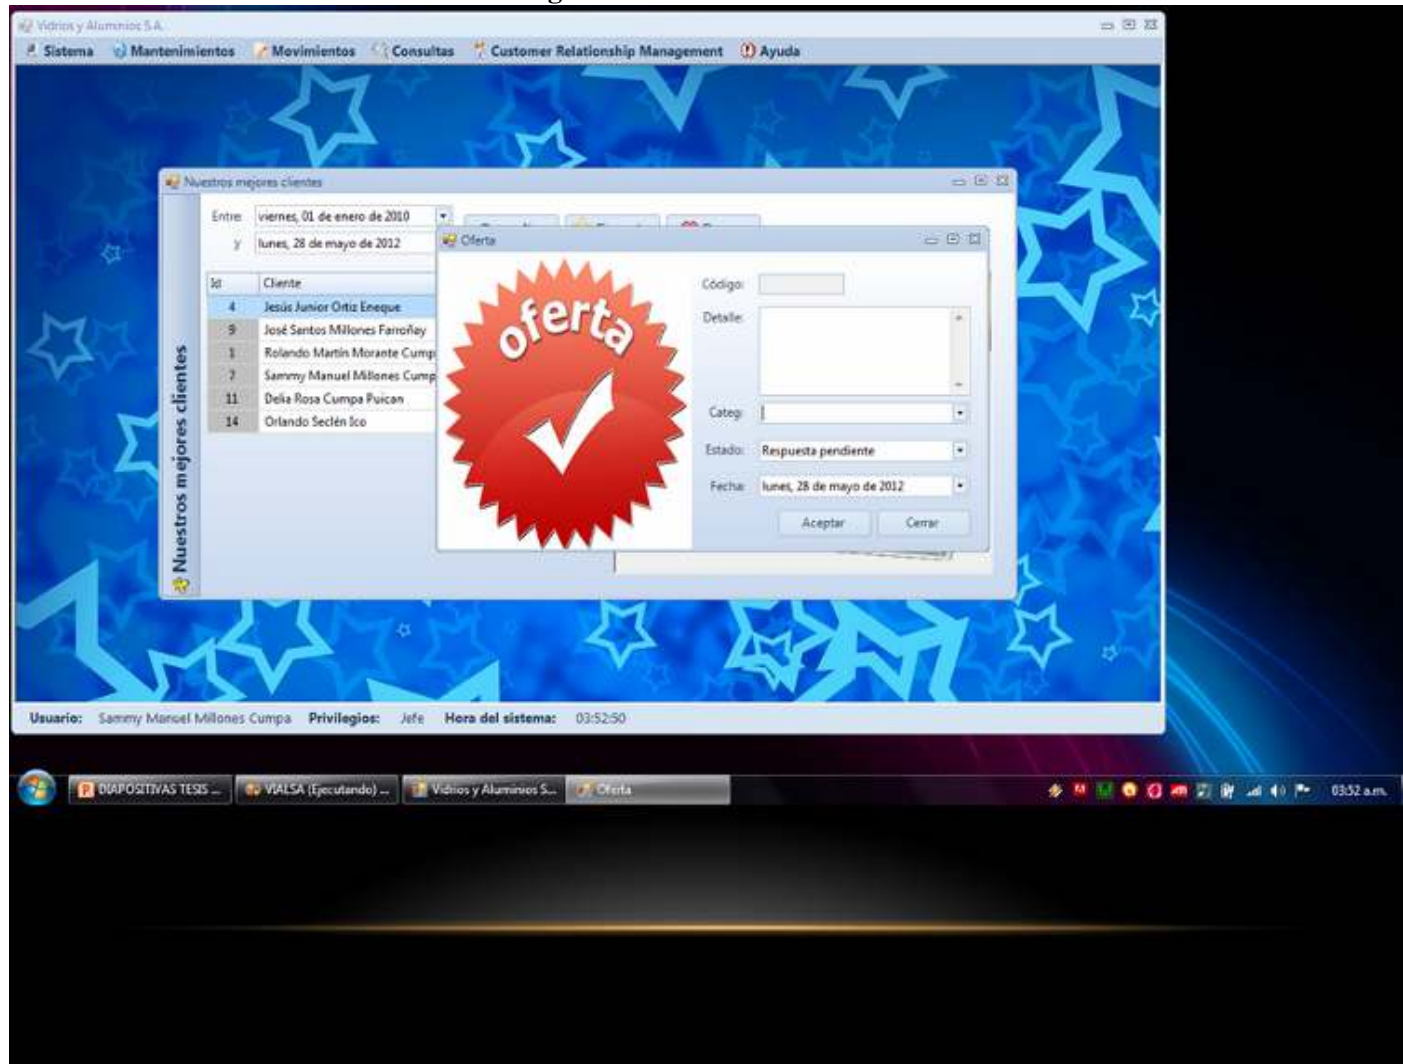 Vidrios y Aluminios S.A.
Sistema Mantenimientos Movimientos Consultas Customer Relationship Management Ayuda
Nuestros mejores clientes
Nuestros mejores clientes
Entre: viernes, 01 de enero de 2010
y lunes, 28 de mayo de 2012
Id Cliente
4 Jesús Junior Ortiz Eneque
9 José Santos Millones Farroñay
1 Rolando Martín Morante Cump
Sammy Manuel Millones Cump
11 Delia Rosa Cumpa Puican
14 Orlando Seclén Ico
Oferta
oferta
Código:
Detalle:
Categ:
Estado: Respuesta pendiente
Fecha: lunes, 28 de mayo de 2012
Aceptar Cerrar
Usuario: Sammy Manuel Millones Cumpa Privilegios: Jefe Hora del sistema: 03:52:50
DIAPOSITIVAS TESIS ... VIALSA (Ejecutando) ... Vidrios y Aluminios S... Oferta 03:52 a.m.